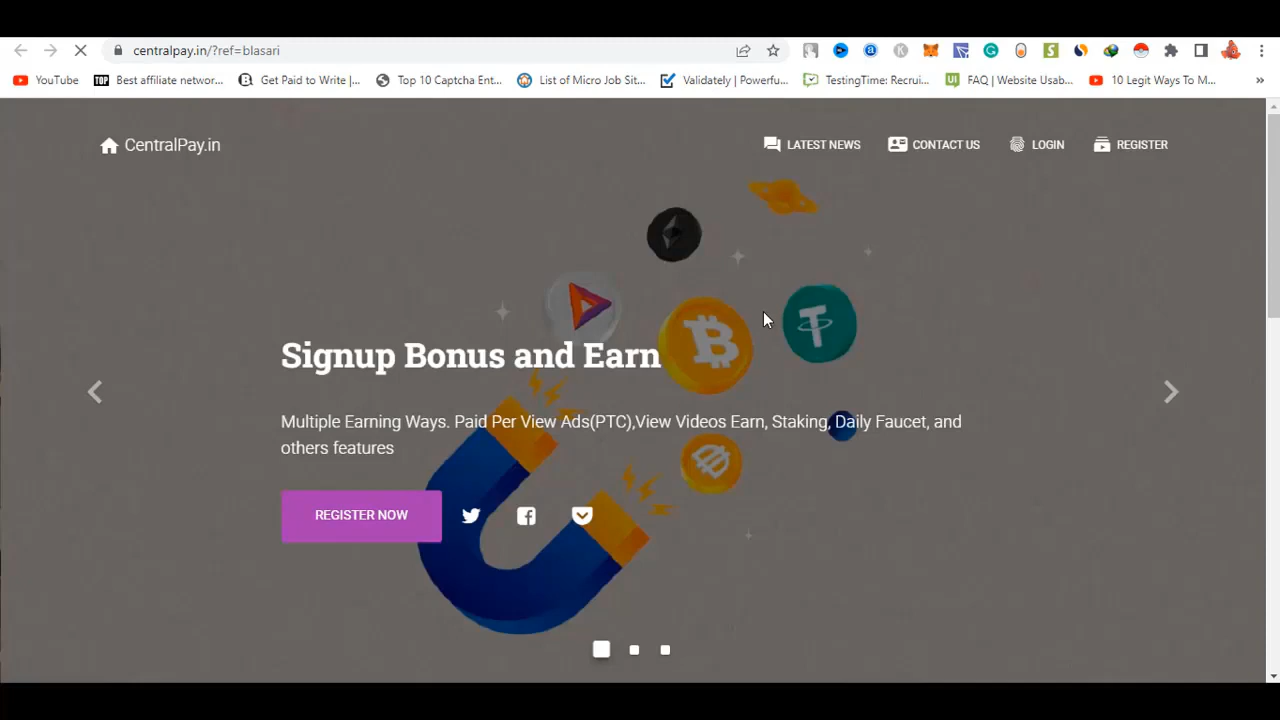 centralpay.in/?ref=blasari
YouTube
TOP Best affiliate networ...
Get Paid to Write |...
Top 10 Captcha Ent...
List of Micro Job Sit...
Validately | Powerfu...
TestingTime: Recrui...
UI FAQ | Website Usab...
10 Legit Ways To M...
»
CentralPay.in
LATEST NEWS
CONTACT US
LOGIN
REGISTER
Signup Bonus and Earn
Multiple Earning Ways. Paid Per View Ads(PTC),View Videos Earn, Staking, Daily Faucet, and
others features
REGISTER NOW